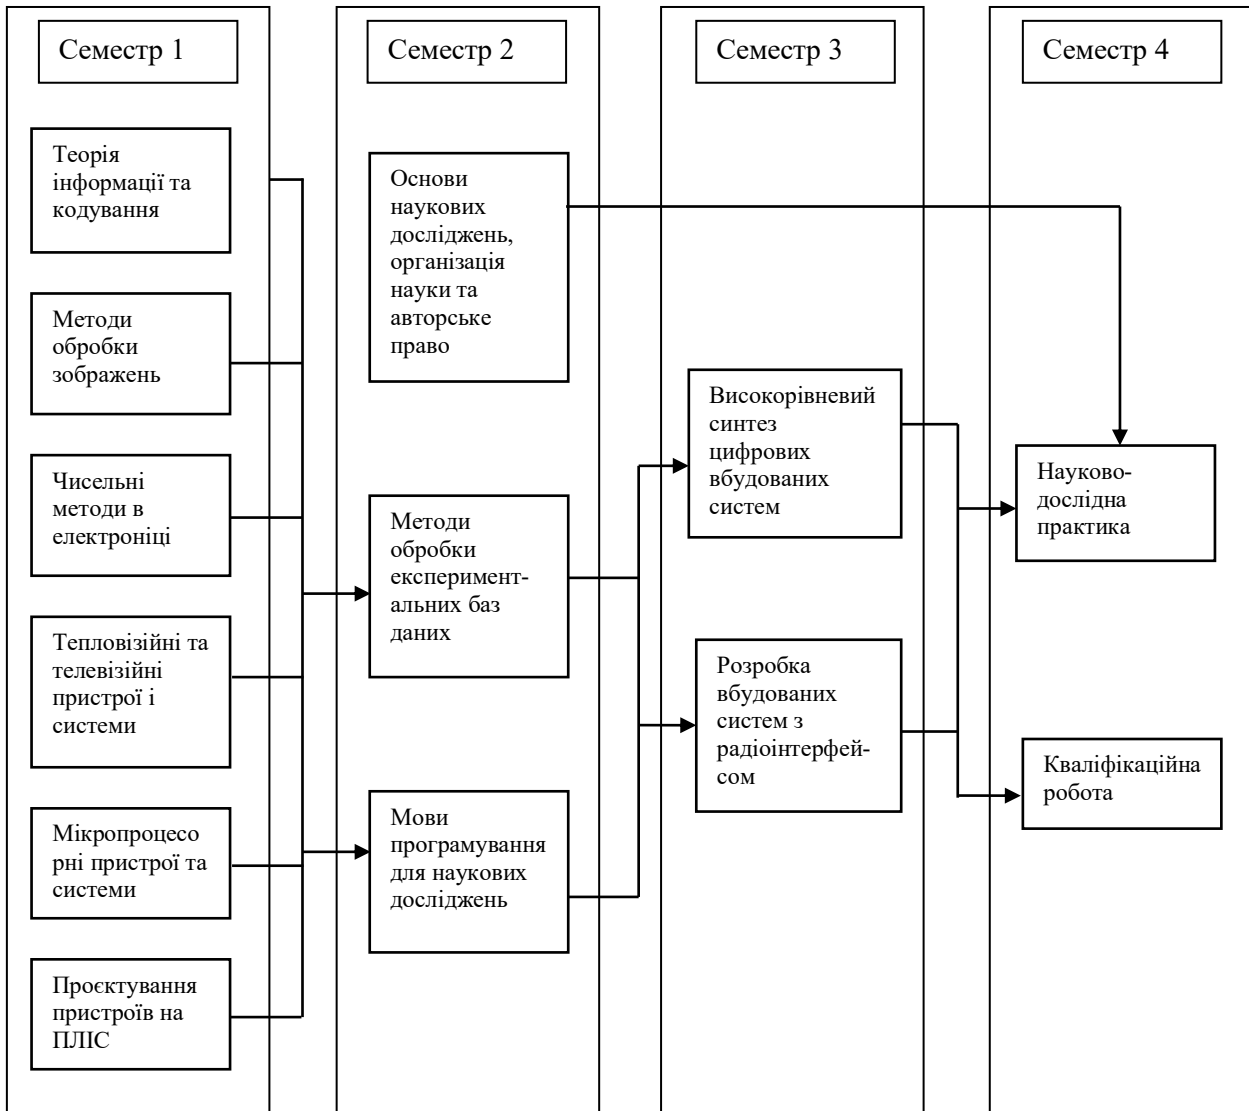 Семестр 1
Теорія
інформації та
кодування
Методи
обробки
зображень
Чисельні
методи в
електроніці
Тепловізійні та
телевізійні
пристрої і
системи
Мікропроцесо
рні пристрої та
системи
Проєктування
пристроїв на
ПЛІС
Семестр 2
Основи
наукових
досліджень,
організація
науки та
авторське
право
Методи
обробки
експеримент-
альних баз
даних
Мови
програмування
для наукових
досліджень
Семестр 3
Високорівневий
синтез
цифрових
вбудованих
систем
Розробка
вбудованих
систем з
радіоінтерфей-
сом
Семестр 4
Науково-
дослідна
практика
Кваліфікаційна
робота